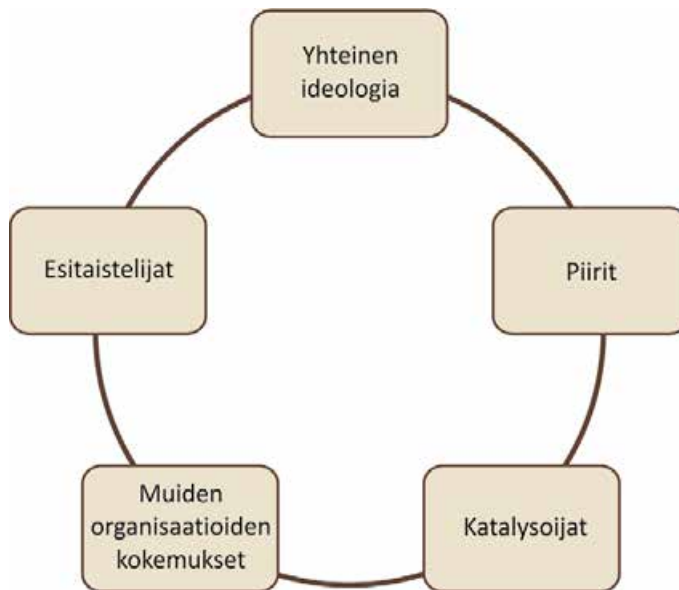 Yhteinen
ideologia
Piirit
Katalysoijat
Muiden
organisaatioiden
kokemukset
Esitaistelijat